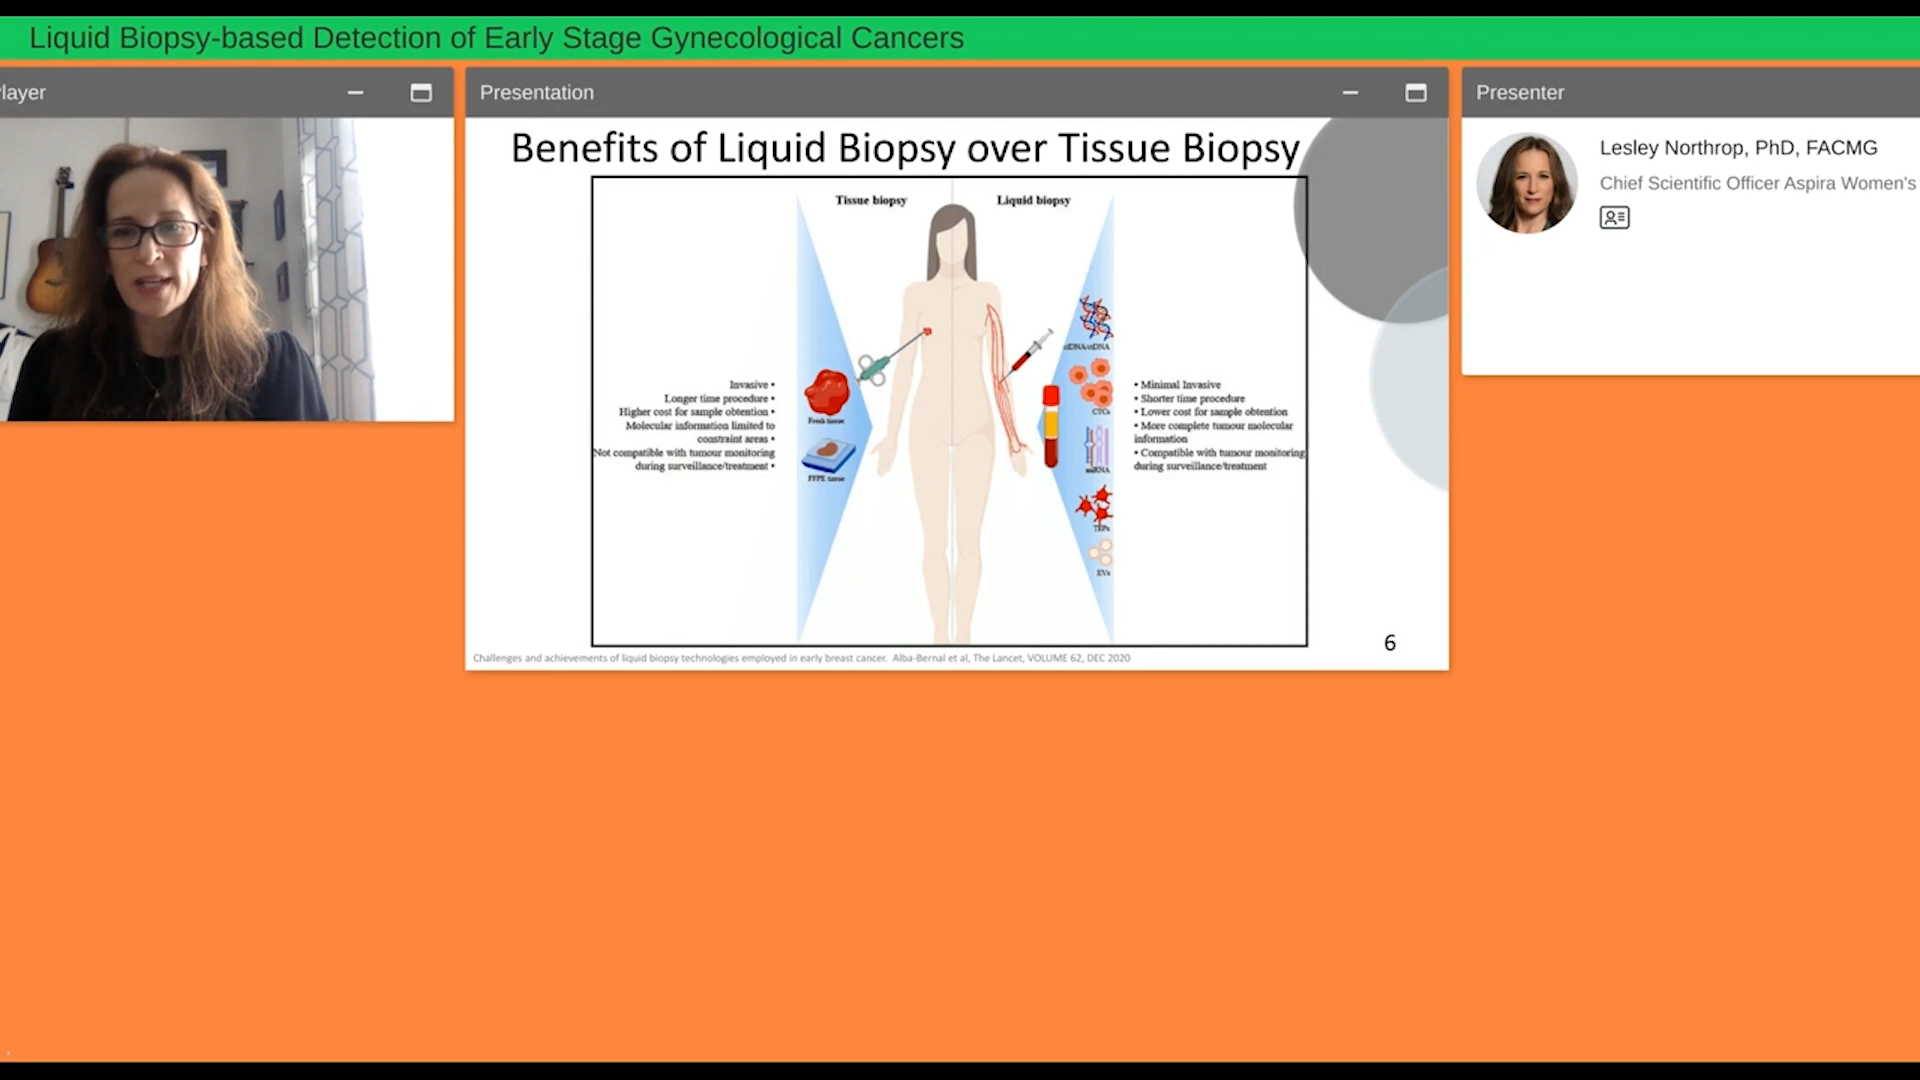 Liquid Biopsy-based Detection of Early Stage Gynecological Cancers
layer
Presentation
Presenter
Benefits of Liquid Biopsy over Tissue Biopsy
Tissue biopsy
Liquid biopsy
Invasive •
Longer time procedure •
Higher cost for sample obtention •
Molecular information limited to
constraint areas •
Not compatible with tumour monitoring
during surveillance/treatment •
Fresh tissue
FFPE tissue
CTCs
TEPs
EVs
• Minimal Invasive
• Shorter time procedure
• Lower cost for sample obtention
• More complete tumour molecular
information
• Compatible with tumour monitoring
during surveillance/treatment
6
Challenges and achievements of liquid biopsy technologies employed in early breast cancer. Alba-Bernal et al, The Lancet, VOLUME 62, DEC 2020
Lesley Northrop, PhD, FACMG
Chief Scientific Officer Aspira Women's